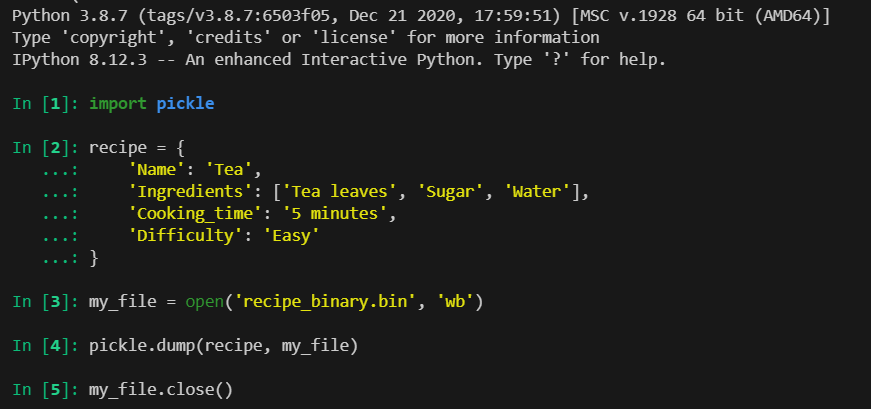 Python 3.8.7 (tags/v3.8.7:6503f05, Dec 21 2020, 17:59:51) [MSC v.1928 64 bit (AMD64)]
Type 'copyright', 'credits' or 'license' for more information
IPython 8.12.3 -- An enhanced Interactive Python. Type '?' for help.

In [1]: import pickle

In [2]: recipe = {
   ...:     'Name': 'Tea',
   ...:     'Ingredients': ['Tea leaves', 'Sugar', 'Water'],
   ...:     'Cooking_time': '5 minutes',
   ...:     'Difficulty': 'Easy'
   ...: }

In [3]: my_file = open('recipe_binary.bin', 'wb')

In [4]: pickle.dump(recipe, my_file)

In [5]: my_file.close()